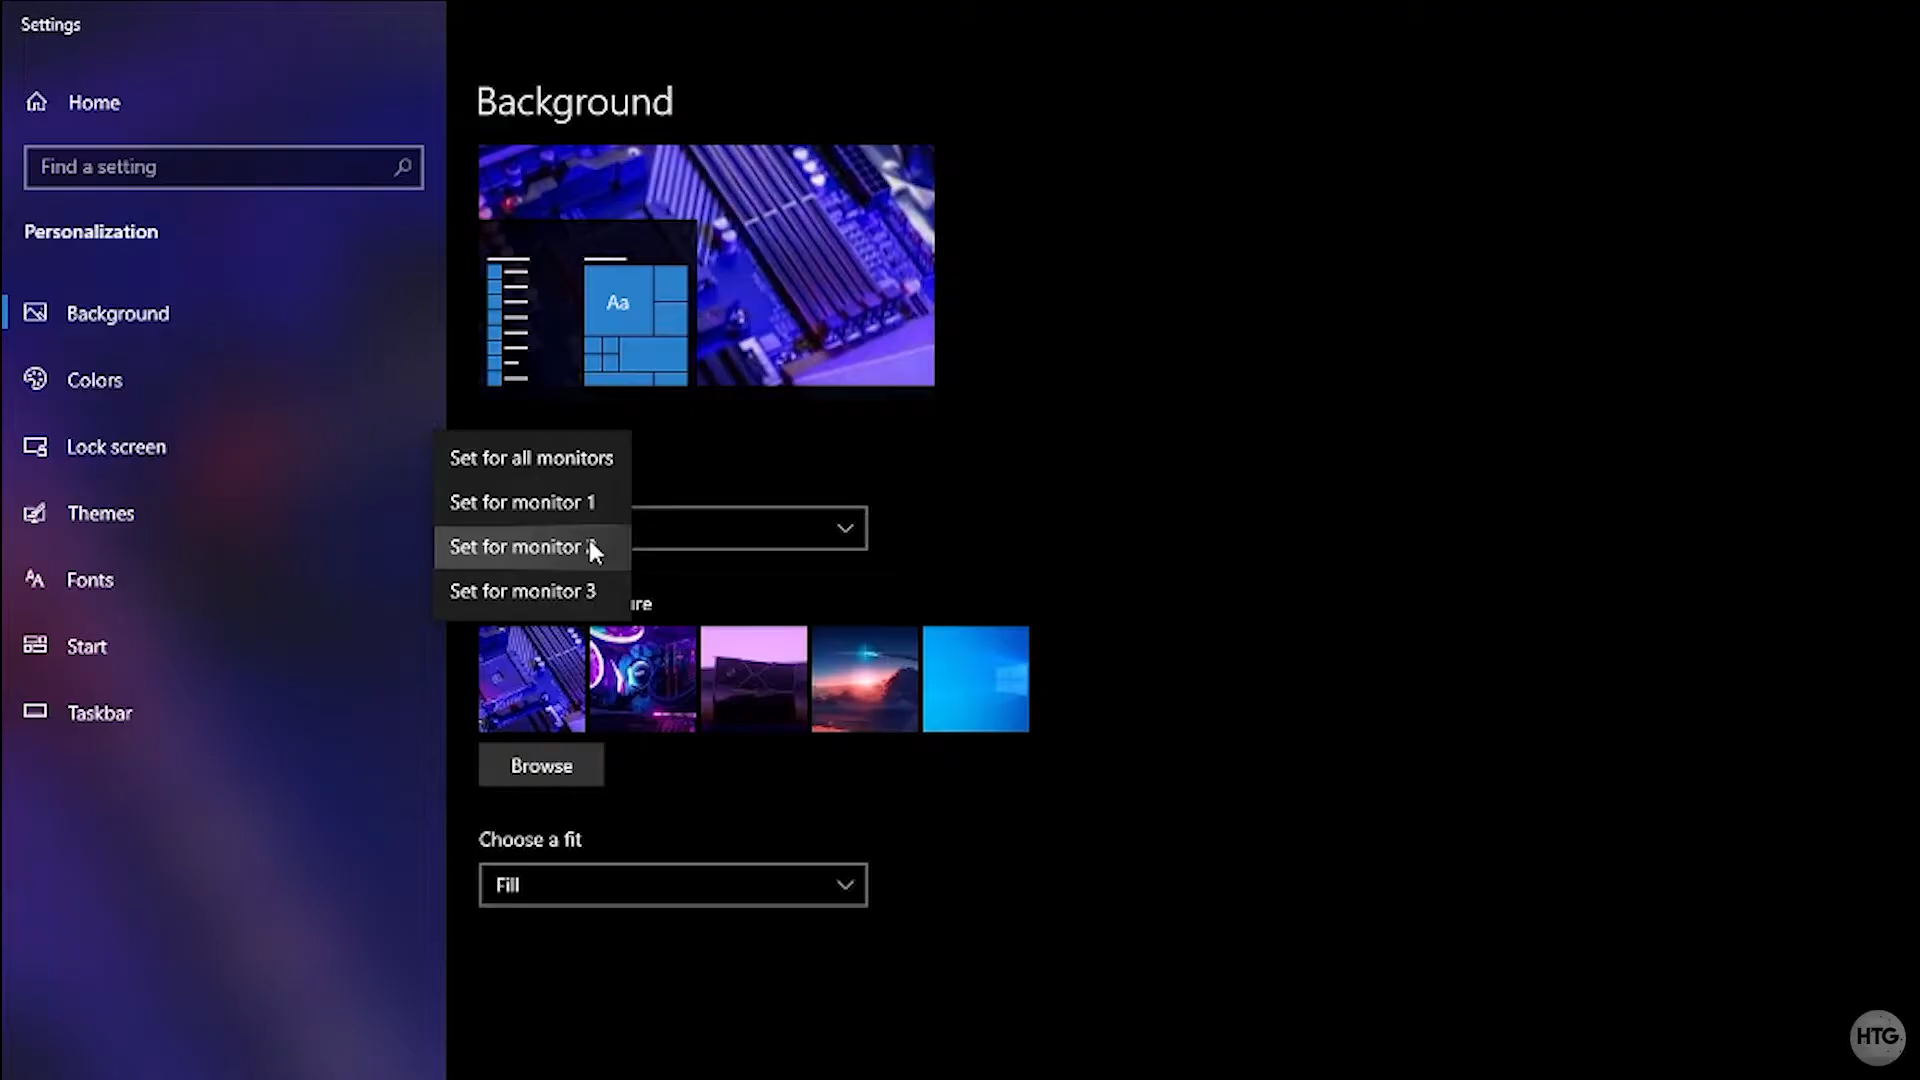 Settings
Home
Find a setting
Personalization
Background
Colors
Lock screen
Themes
Fonts
Start
Taskbar
Background
Aa
Set for all monitors
Set for monitor 1
Set for monitor
Set for monitor 3
Browse
Choose a fit
Fill
HTG